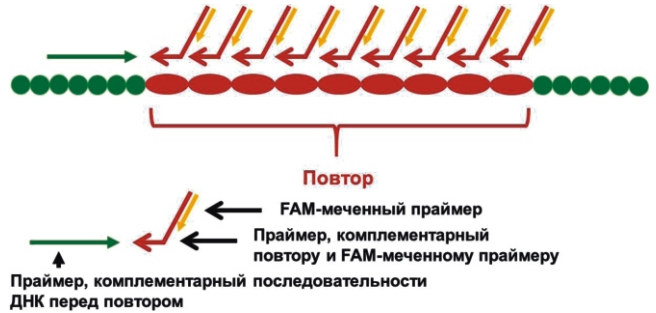 Повтор
FAM-меченный праймер
Праймер, комплементарный
повтору и FAM-меченному праймеру
Праймер, комплементарный последовательности
ДНК перед повтором